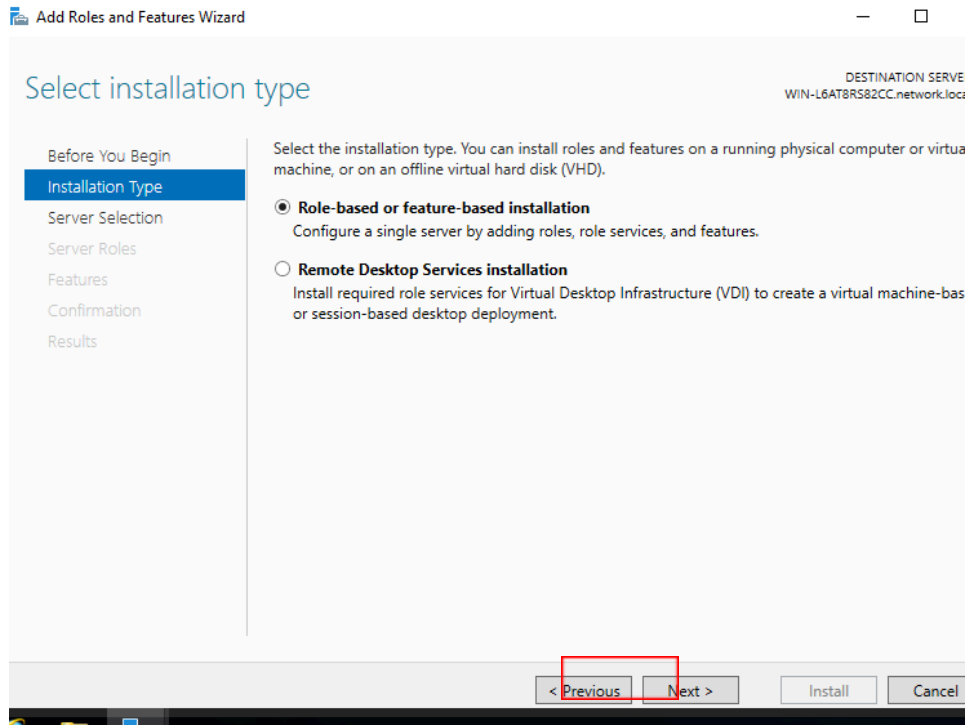 Add Roles and Features Wizard
Select installation type
DESTINATION SERVE
WIN-L6AT8RS82CC.network.loca
Before You Begin
Installation Type
Server Selection
Server Roles
Features
Confirmation
Results
Select the installation type. You can install roles and features on a running physical computer or virtua
machine, or on an offline virtual hard disk (VHD).
Role-based or feature-based installation
Configure a single server by adding roles, role services, and features.
Remote Desktop Services installation
Install required role services for Virtual Desktop Infrastructure (VDI) to create a virtual machine-bas
or session-based desktop deployment.
< Previous
Next >
Install
Cancel